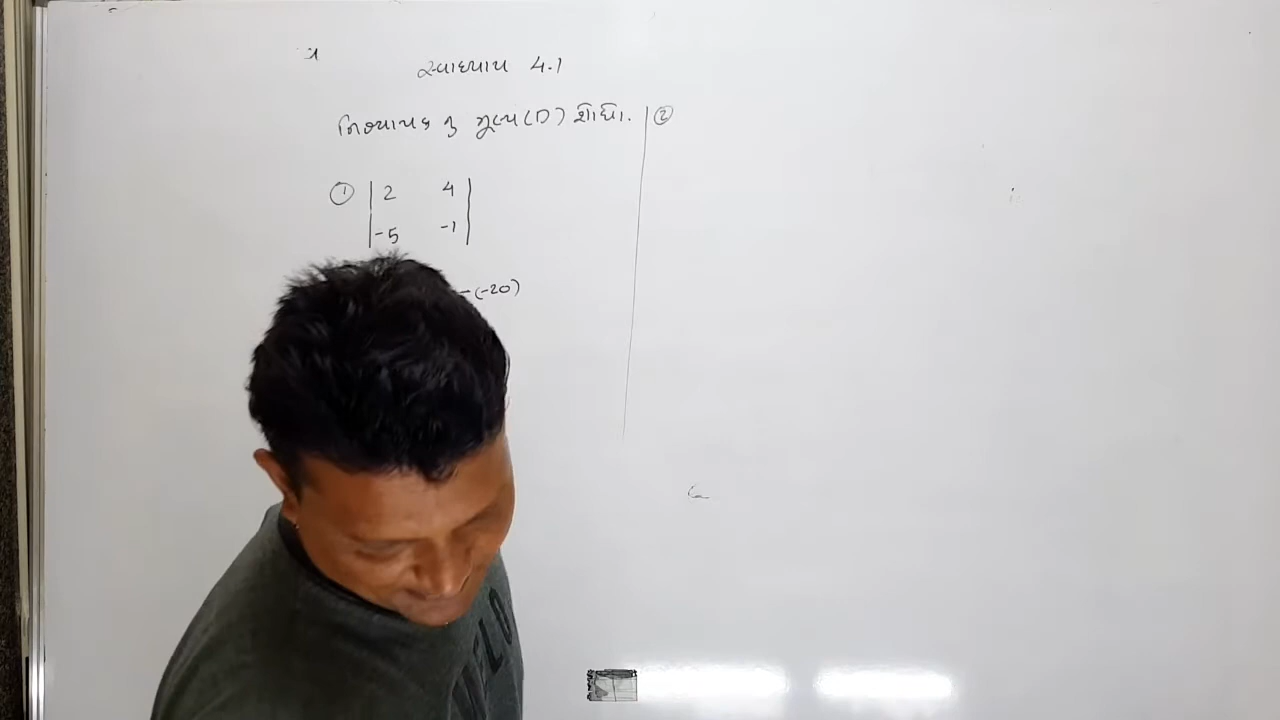 સ્વાધ્યાય 4.1
નિશ્ચાયક નું મૂલ્ય (D) શોધો. | ②
① | 2 4 |
| -5 -1 |
-(-20)